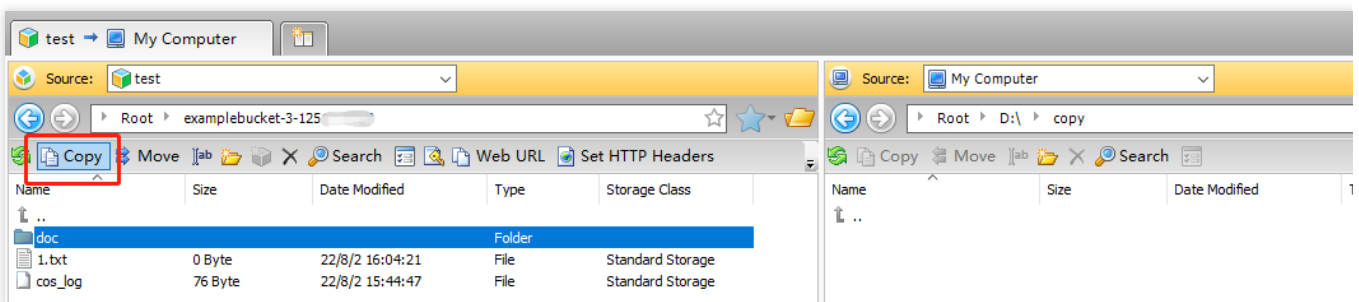 test → My Computer
Source: test
Root examplebucket-3-125
Copy Move ab Search Web URL Set HTTP Headers
Name Size Date Modified Type Storage Class
..
doc Folder
1.txt 0 Byte 22/8/2 16:04:21 File Standard Storage
cos_log 76 Byte 22/8/2 15:44:47 File Standard Storage
Source: My Computer
Root D:\ copy
Copy Move ab Search
Name Size Date Modified
..